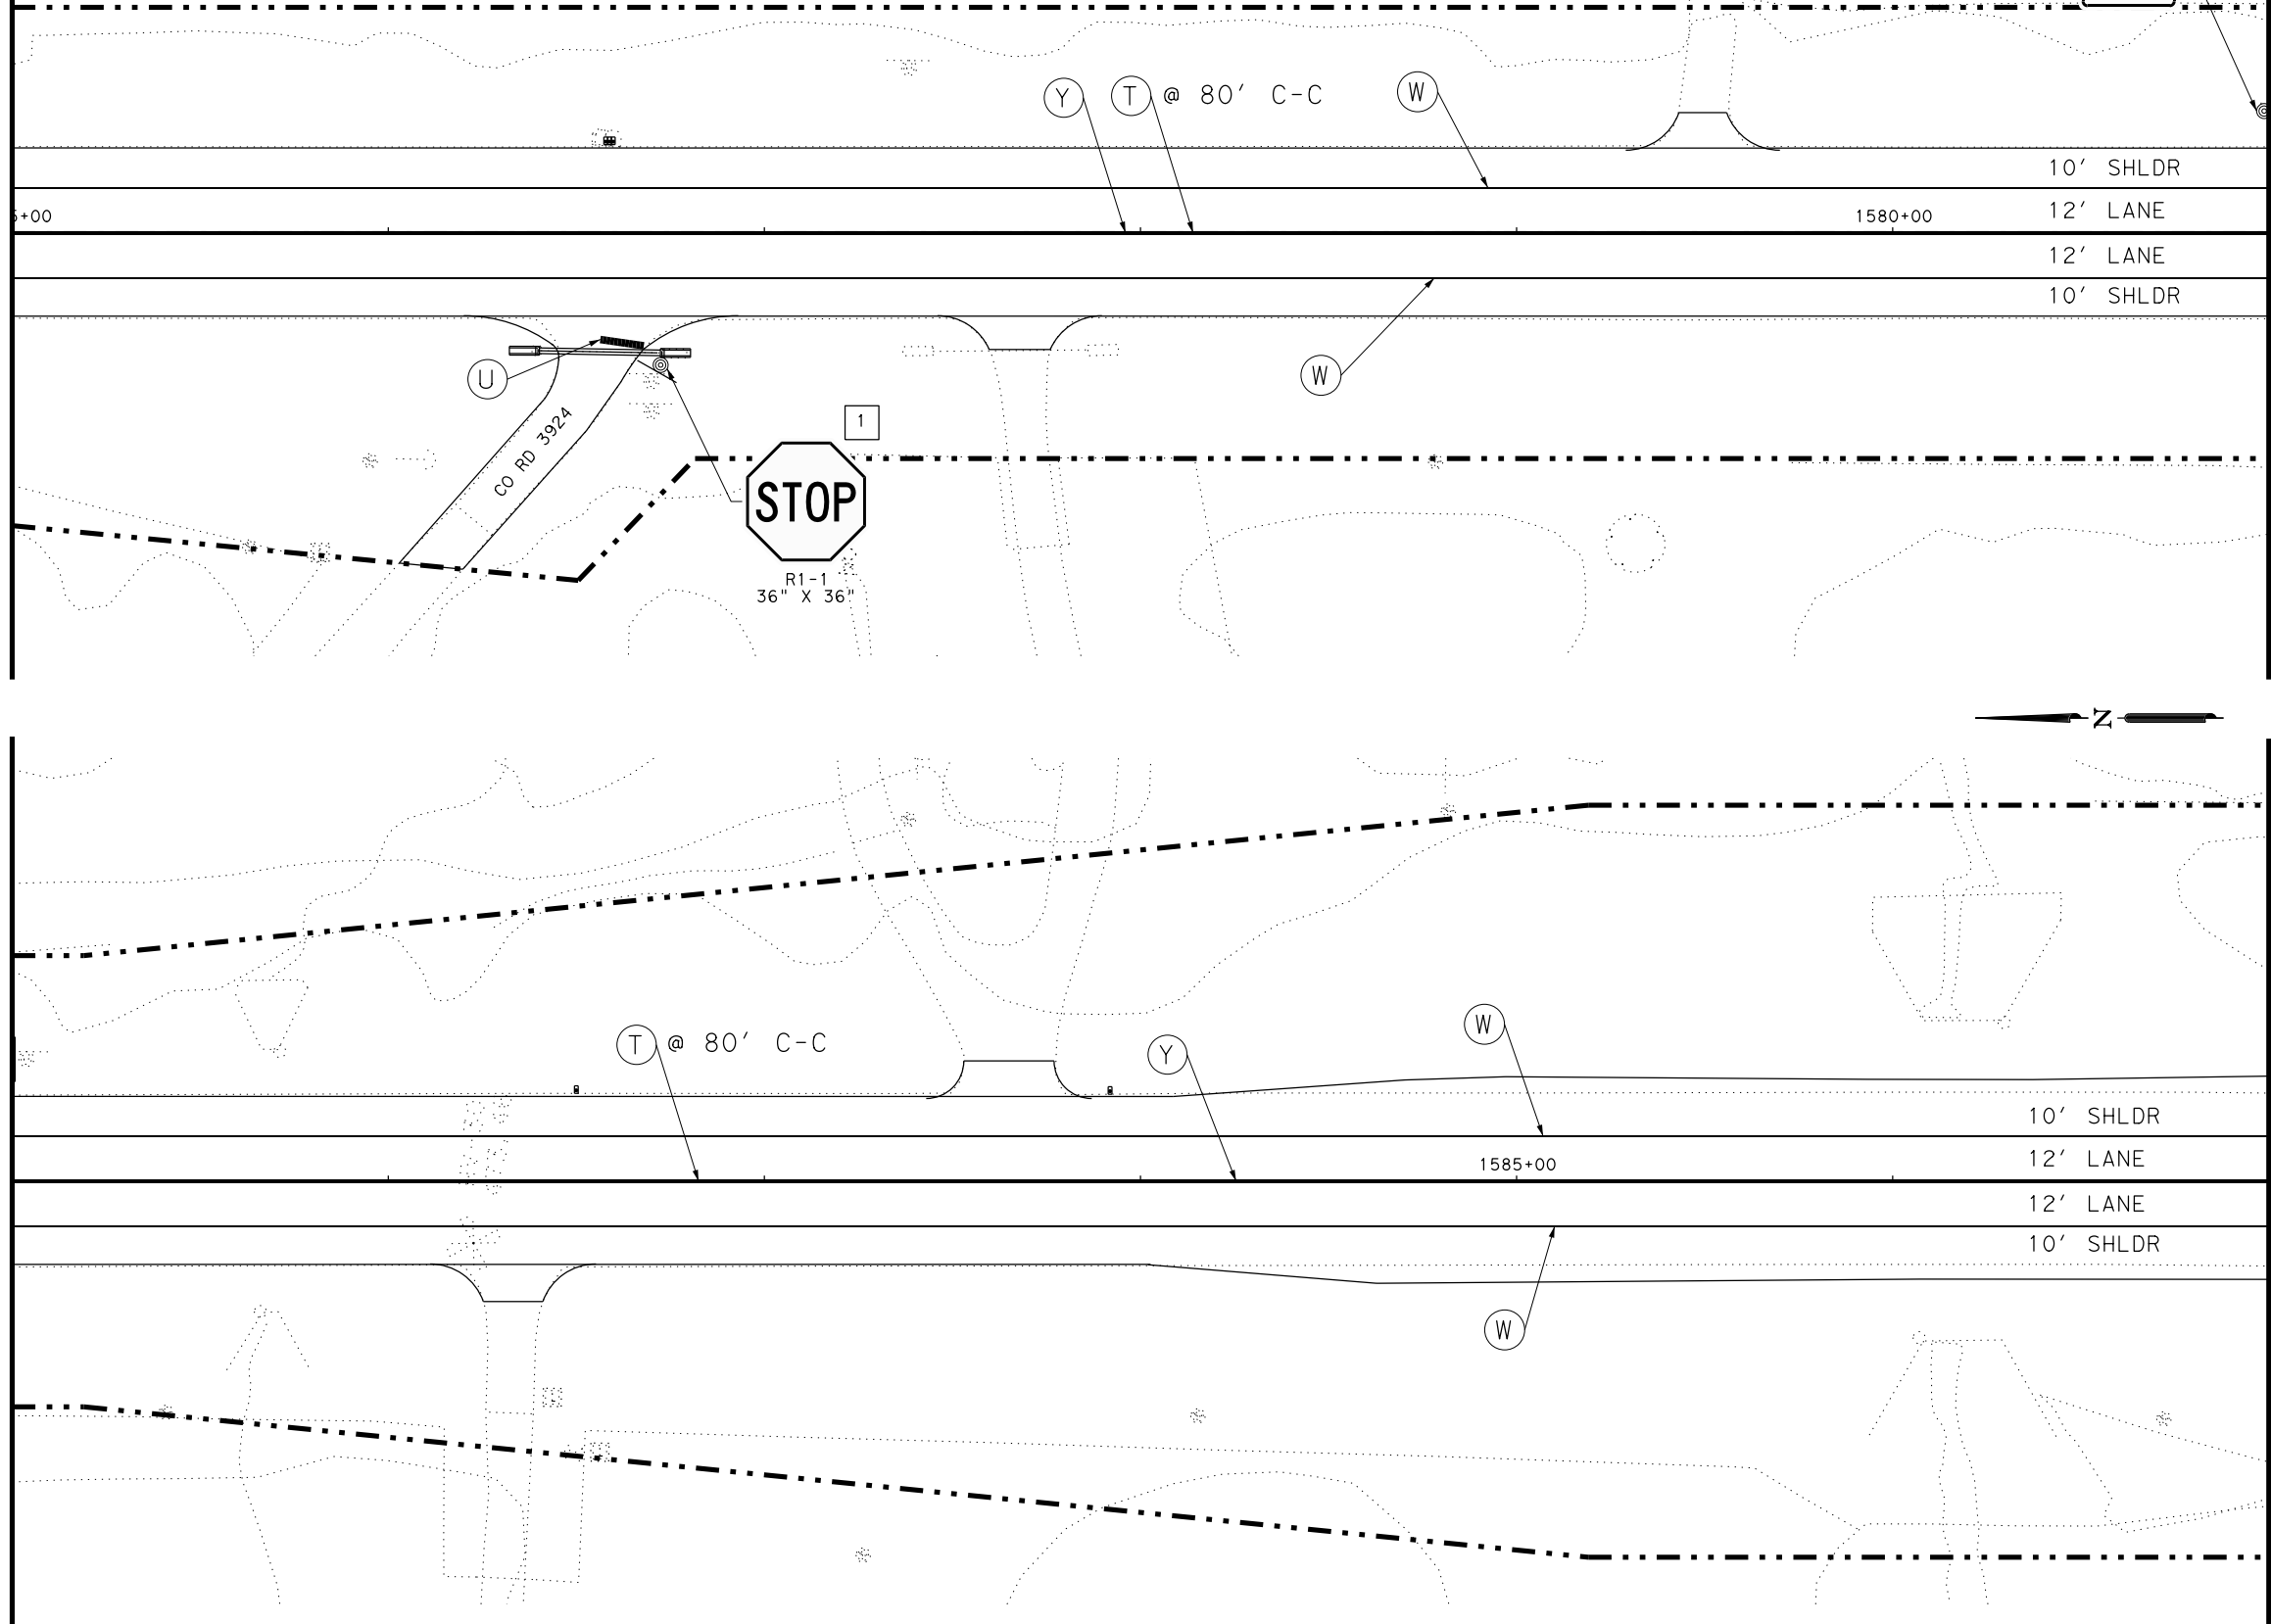 Y T @ 80' C-C W
10' SHLDR
+00 1580+00 12' LANE
12' LANE
10' SHLDR
U W
1
CO RD 3924
STOP
R1-1
36" X 36"
N
T @ 80' C-C Y W
10' SHLDR
1585+00 12' LANE
12' LANE
10' SHLDR
W